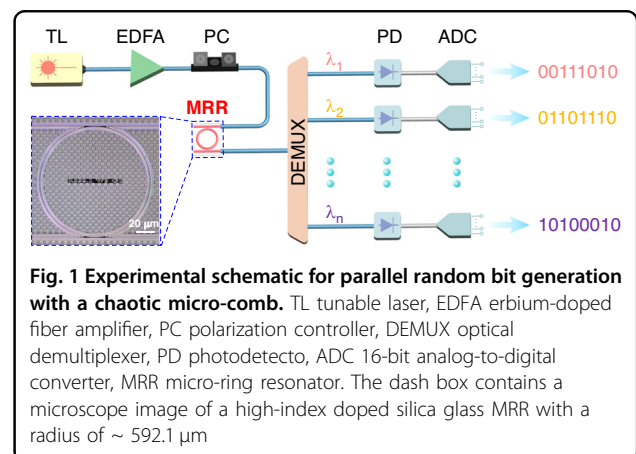 TL EDFA PC PD ADC
λ1 00111010
MRR
λ2 01101110
DEMUX
20 μm
λn 10100010
Fig. 1 Experimental schematic for parallel random bit generation
with a chaotic micro-comb. TL tunable laser, EDFA erbium-doped
fiber amplifier, PC polarization controller, DEMUX optical
demultiplexer, PD photodetecto, ADC 16-bit analog-to-digital
converter, MRR micro-ring resonator. The dash box contains a
microscope image of a high-index doped silica glass MRR with a
radius of ~ 592.1 μm